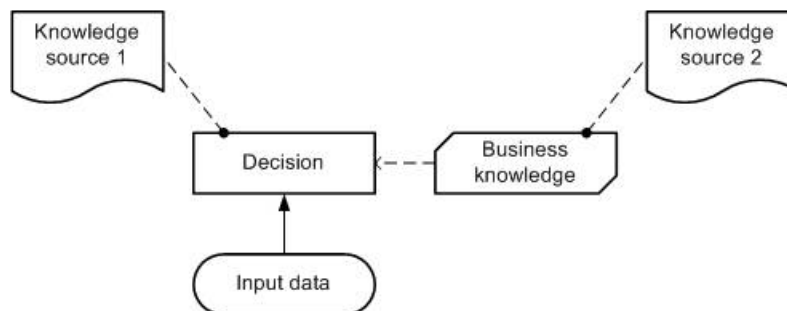 Knowledge
source 1
Knowledge
source 2
Decision
Business
knowledge
Input data